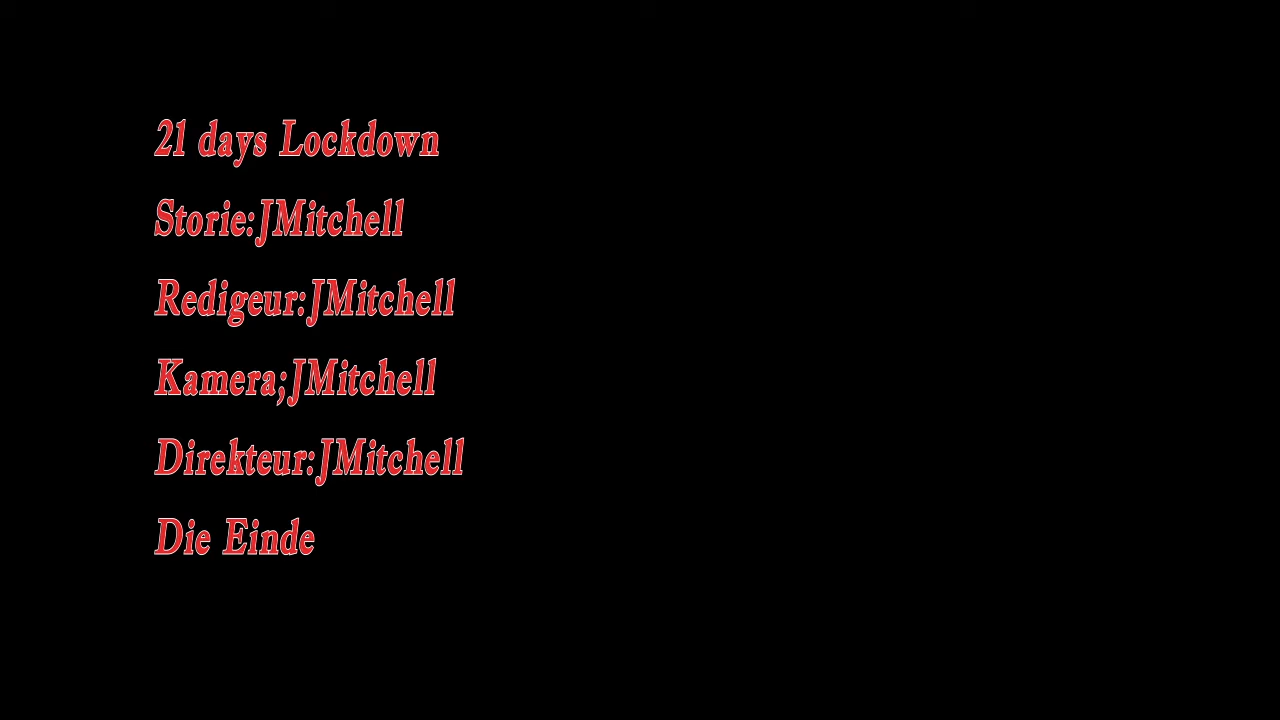 21 days Lockdown
Storie:JMitchell
Redigeur:JMitchell
Kamera;JMitchell
Direkteur:JMitchell
Die Einde